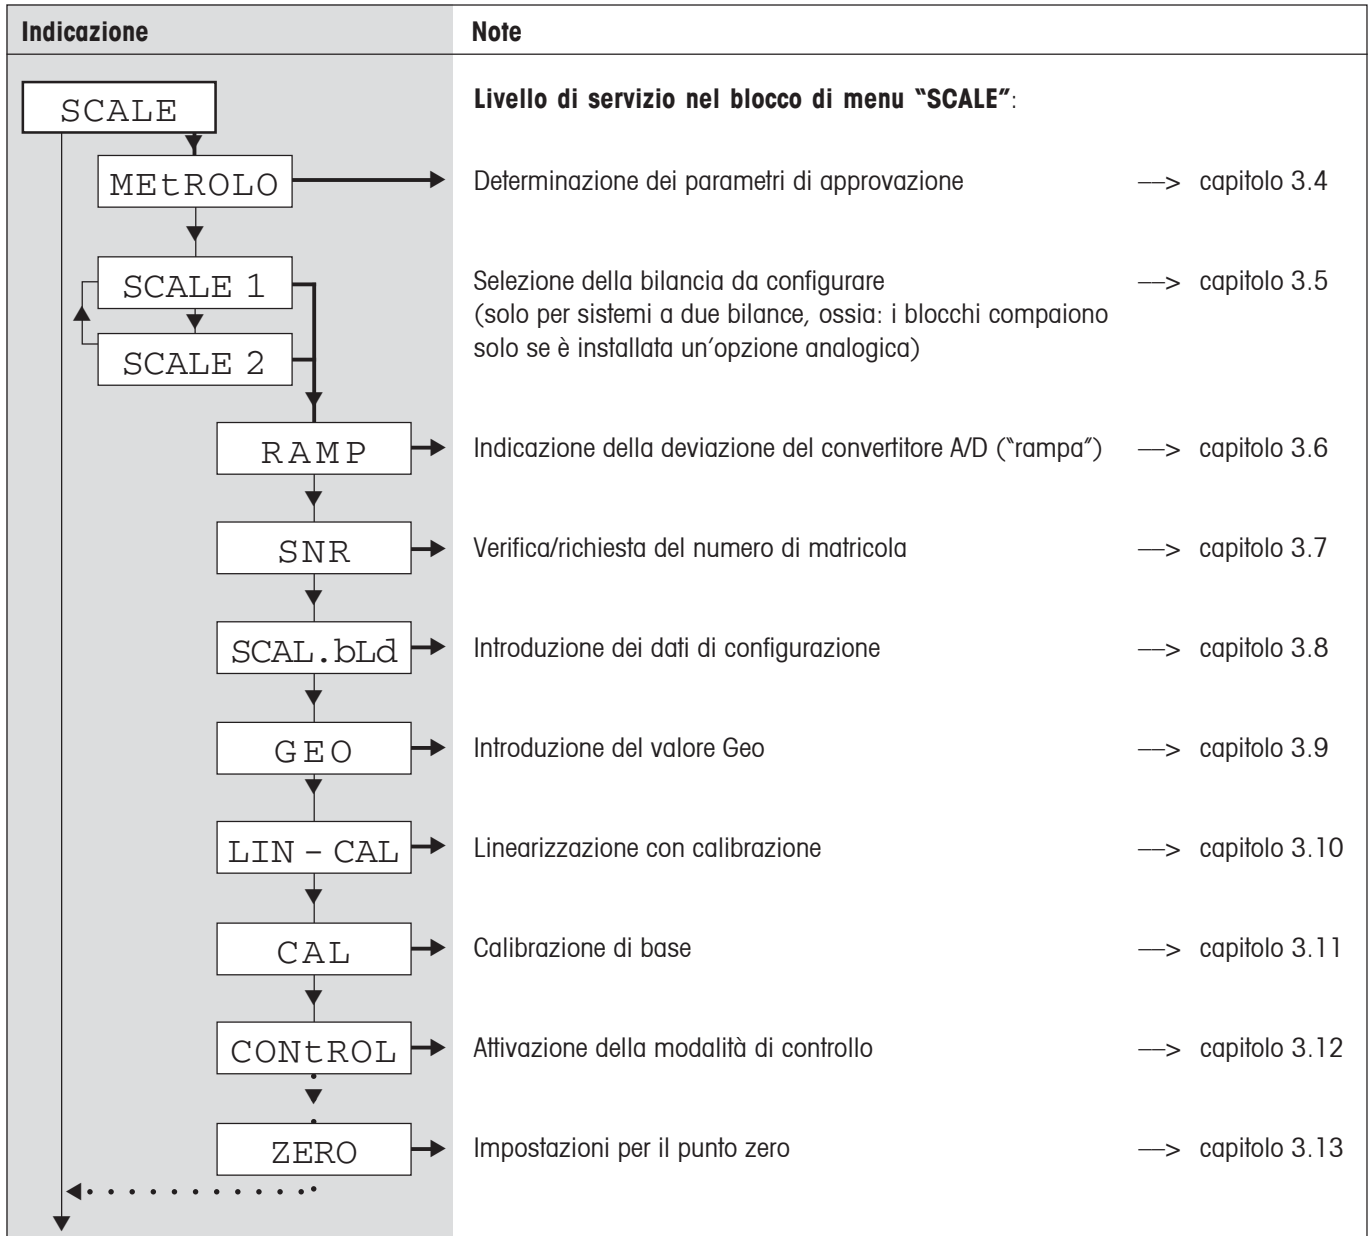 Indicazione Note
SCALE Livello di servizio nel blocco di menu “SCALE”:
MEtROLO Determinazione dei parametri di approvazione —> capitolo 3.4
SCALE 1 Selezione della bilancia da configurare —> capitolo 3.5
(solo per sistemi a due bilance, ossia: i blocchi compaiono
SCALE 2 solo se è installata un’opzione analogica)
RAMP Indicazione della deviazione del convertitore A/D (“rampa”) —> capitolo 3.6
SNR Verifica/richiesta del numero di matricola —> capitolo 3.7
SCAL.bLd Introduzione dei dati di configurazione —> capitolo 3.8
GEO Introduzione del valore Geo —> capitolo 3.9
LIN – CAL Linearizzazione con calibrazione —> capitolo 3.10
CAL Calibrazione di base —> capitolo 3.11
CONtROL Attivazione della modalità di controllo —> capitolo 3.12
ZERO Impostazioni per il punto zero —> capitolo 3.13